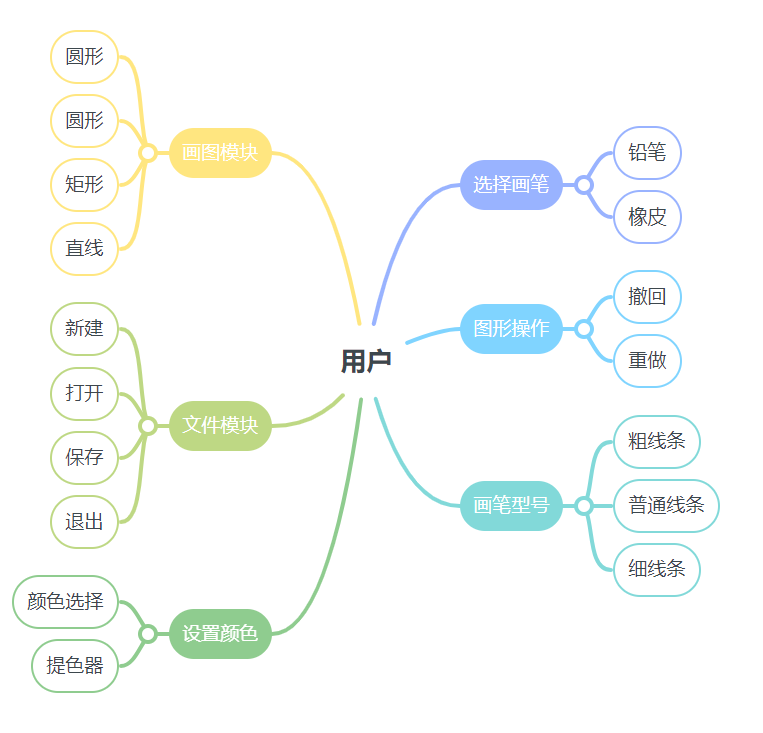 用户
画图模块
圆形
圆形
矩形
直线
文件模块
新建
打开
保存
退出
设置颜色
颜色选择
提色器
选择画笔
铅笔
橡皮
图形操作
撤回
重做
画笔型号
粗线条
普通线条
细线条